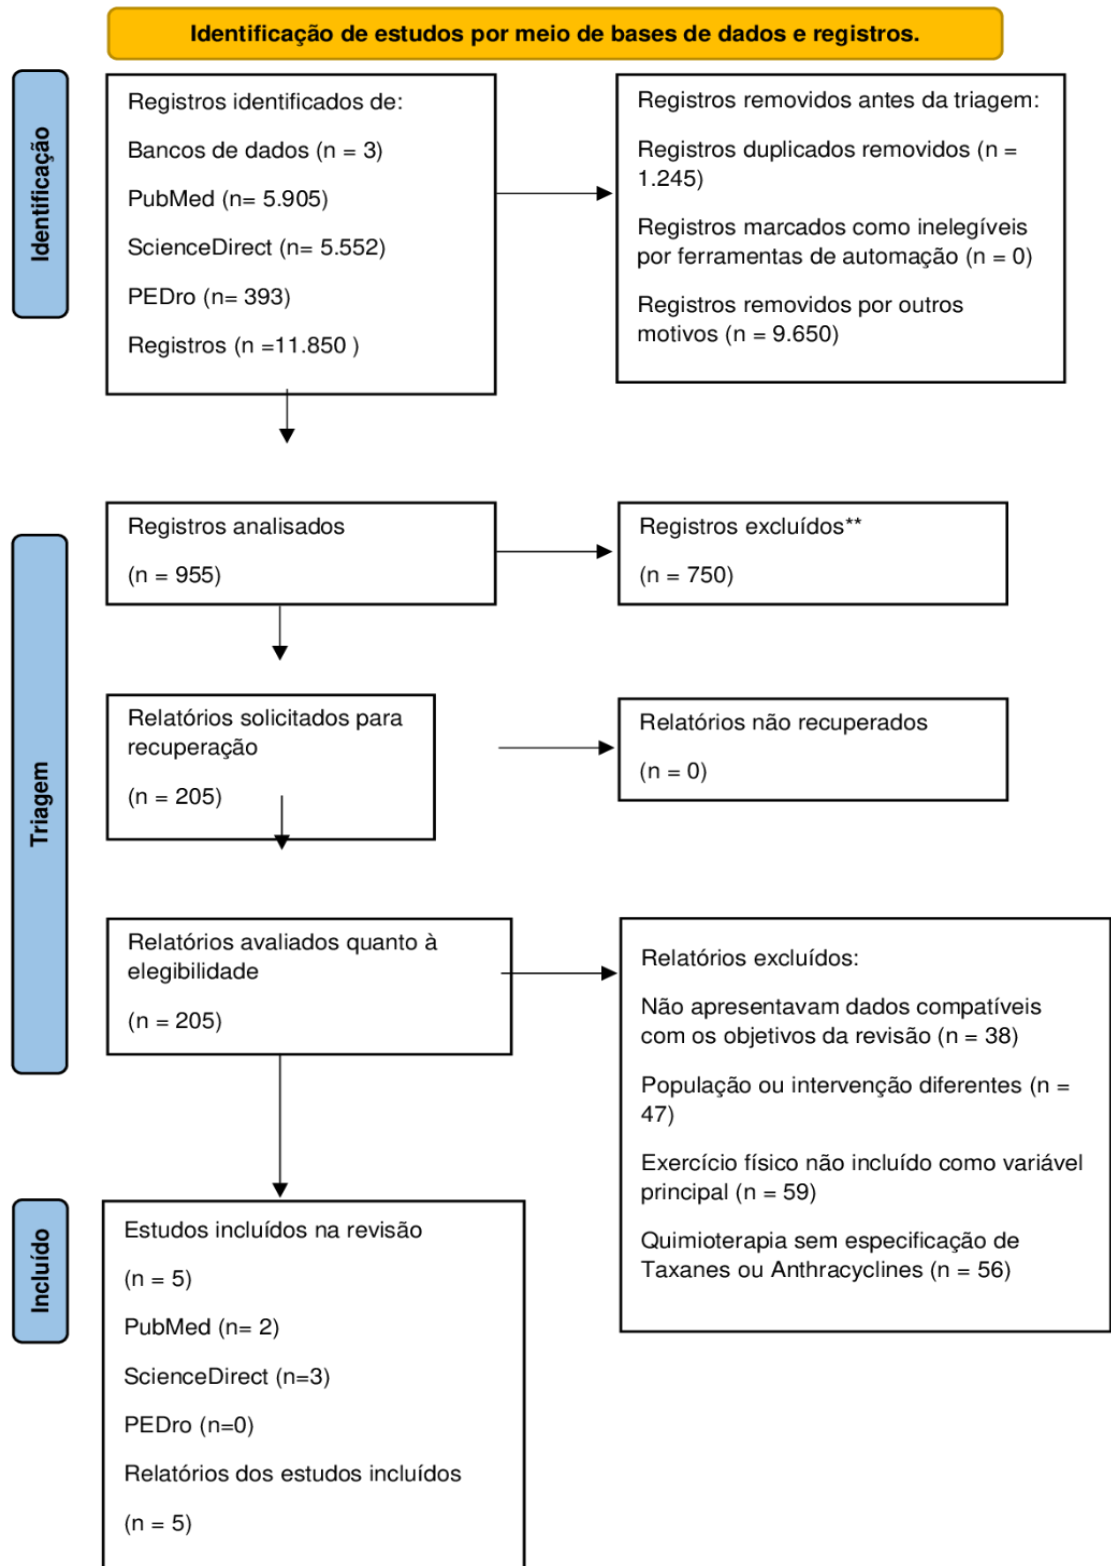 Identificação de estudos por meio de bases de dados e registros.
Identificação
Registros identificados de:
Bancos de dados (n = 3)
PubMed (n= 5.905)
ScienceDirect (n= 5.552)
PEDro (n= 393)
Registros (n =11.850 )
Registros removidos antes da triagem:
Registros duplicados removidos (n =
1.245)
Registros marcados como inelegíveis
por ferramentas de automação (n = 0)
Registros removidos por outros
motivos (n = 9.650)
Triagem
Registros analisados
(n = 955)
Registros excluídos**
(n = 750)
Relatórios solicitados para
recuperação
(n = 205)
Relatórios não recuperados
(n = 0)
Relatórios avaliados quanto à
elegibilidade
(n = 205)
Relatórios excluídos:
Não apresentavam dados compatíveis
com os objetivos da revisão (n = 38)
População ou intervenção diferentes (n =
47)
Exercício físico não incluído como variável
principal (n = 59)
Quimioterapia sem especificação de
Taxanes ou Anthracyclines (n = 56)
Incluído
Estudos incluídos na revisão
(n = 5)
PubMed (n= 2)
ScienceDirect (n=3)
PEDro (n=0)
Relatórios dos estudos incluídos
(n = 5)